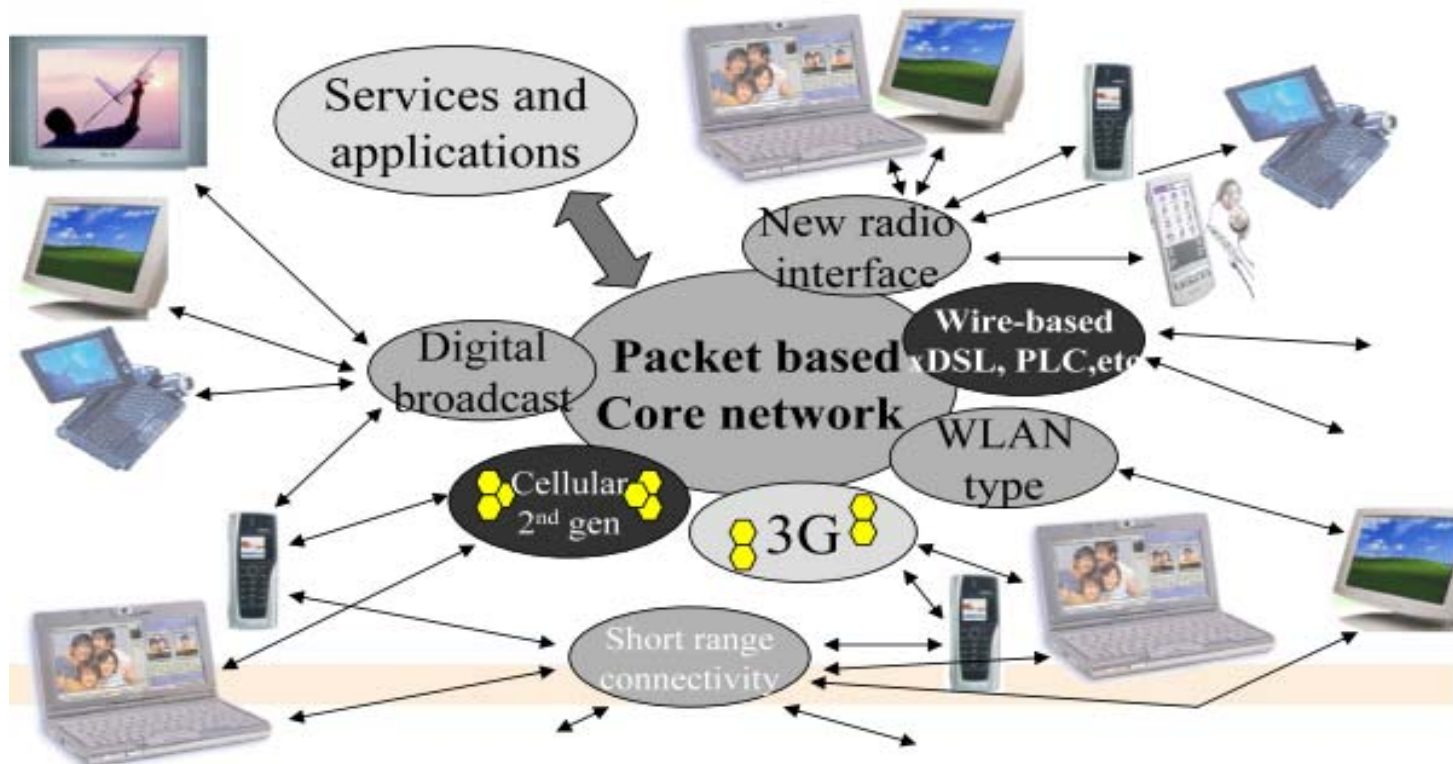 Services and
applications
New radio
interface
Wire-based
xDSL, PLC,etc
Digital
broadcast
Packet based
Core network
WLAN
type
Cellular
2nd gen
3G
Short range
connectivity